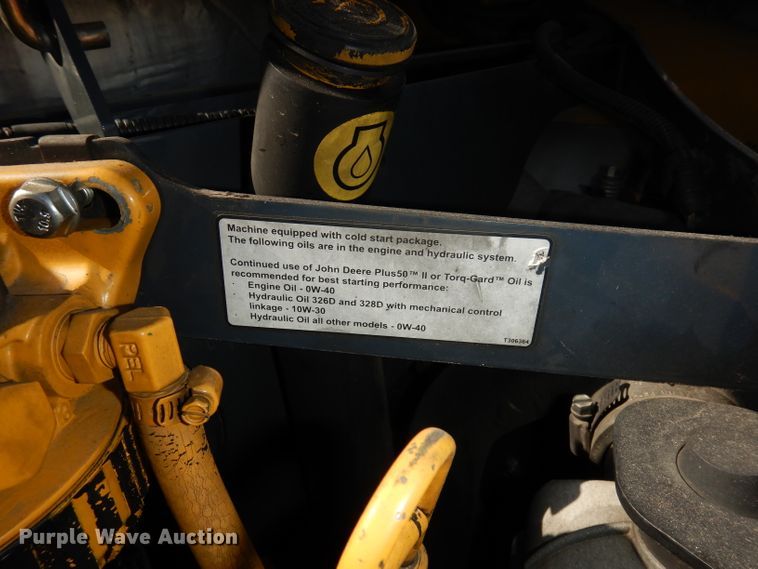 Machine equipped with cold start package.
The following oils are in the engine and hydraulic system.
Continued use of John Deere Plus50™ II or Torq-Gard™ Oil is
recommended for best starting performance:
· Engine Oil - 0W-40
· Hydraulic Oil 326D and 328D with mechanical control
linkage - 10W-30
· Hydraulic Oil all other models - 0W-40
T306384
PEL
10.9
Purple Wave Auction